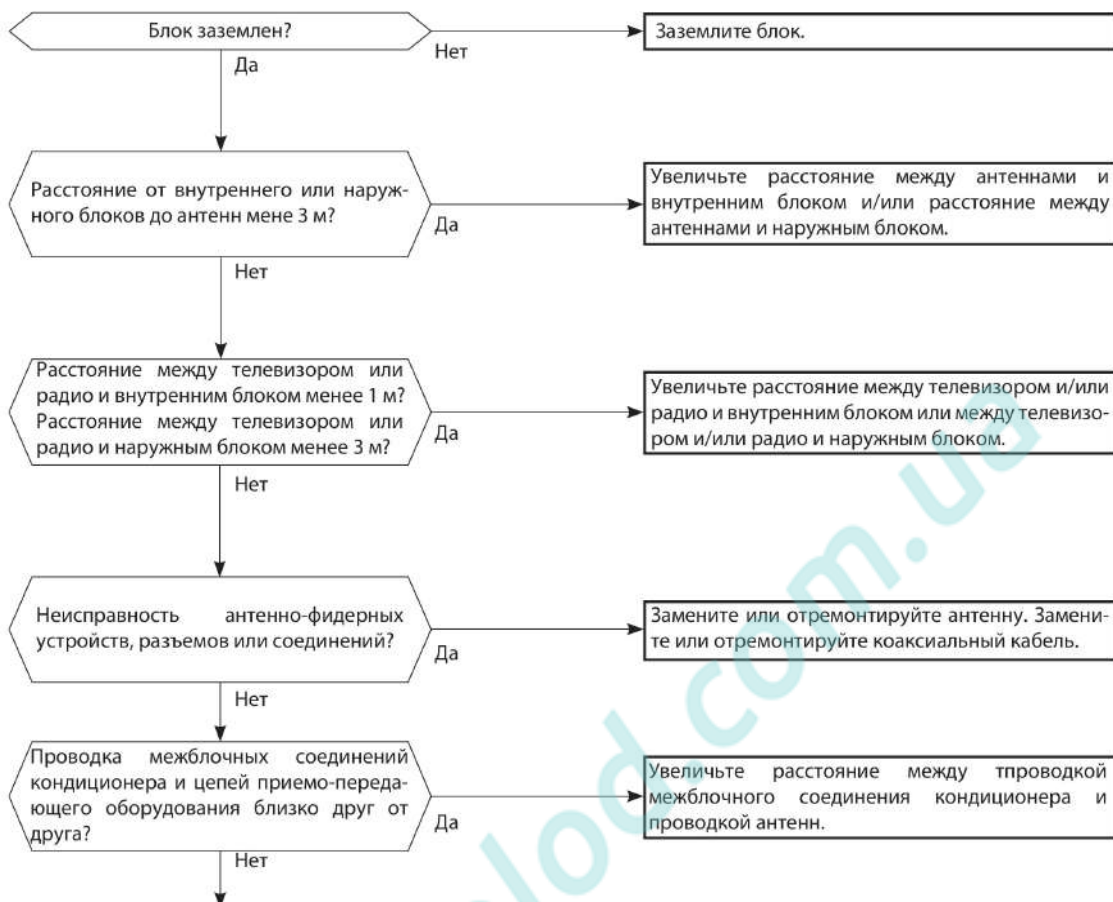 Блок заземлен?
Заземлите блок.
Нет
Да
Расстояние от внутреннего или наруж-
ного блоков до антенн мене 3 м?
Увеличьте расстояние между антеннами и
внутренним блоком и/или расстояние между
антеннами и наружным блоком.
Да
Нет
Расстояние между телевизором или
радио и внутренним блоком менее 1 м?
Расстояние между телевизором или
радио и наружным блоком менее 3 м?
Увеличьте расстояние между телевизором и/или
радио и внутренним блоком или между телевизо-
ром и/или радио и наружным блоком.
Да
Нет
Неисправность антенно-фидерных
устройств, разъемов или соединений?
Замените или отремонтируйте антенну. Замени-
те или отремонтируйте коаксиальный кабель.
Да
Нет
Проводка межблочных соединений
кондиционера и цепей приемо-переда-
ющего оборудования близко друг от
друга?
Увеличьте расстояние между тпроводкой
межблочного соединения кондиционера и
проводкой антенн.
Да
Нет
lod.com.ua